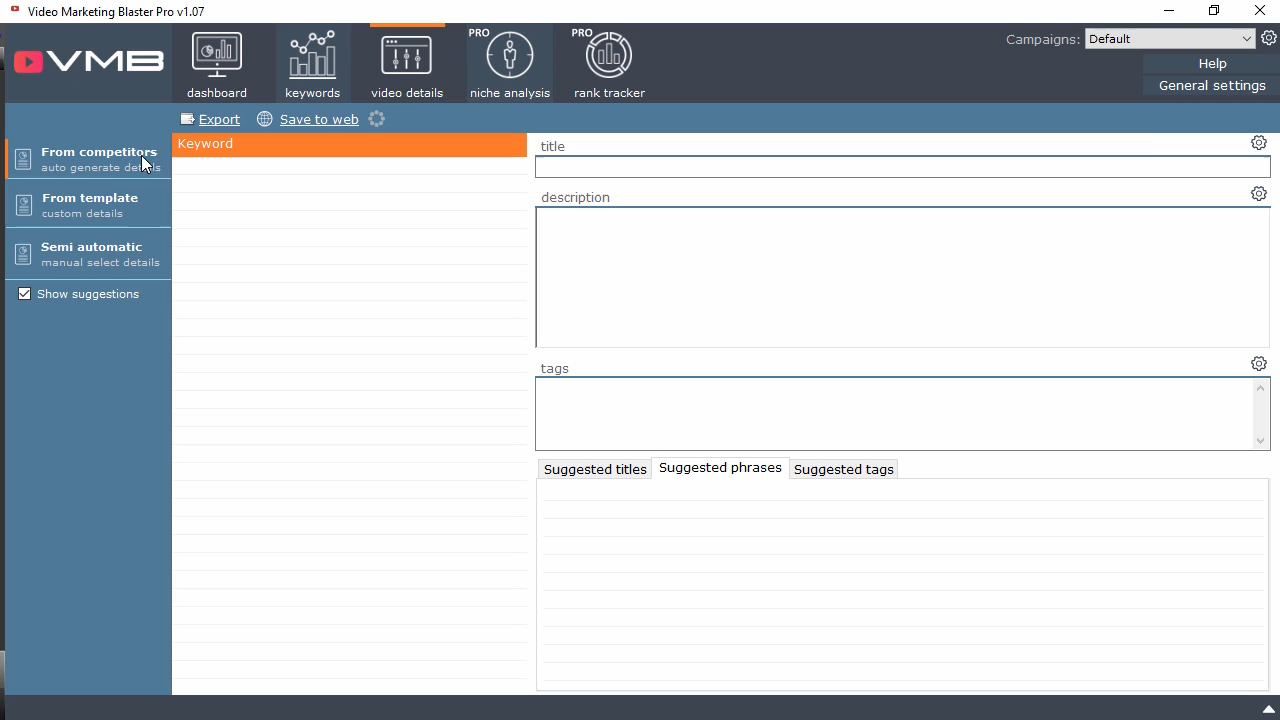 Video Marketing Blaster Pro v1.07
VMB
dashboard
keywords
video details
PRO
niche analysis
PRO
rank tracker
Campaigns: Default
Help
General settings
Export
Save to web
From competitors
auto generate details
From template
custom details
Semi automatic
manual select details
Show suggestions
Keyword
title
description
tags
Suggested titles
Suggested phrases
Suggested tags